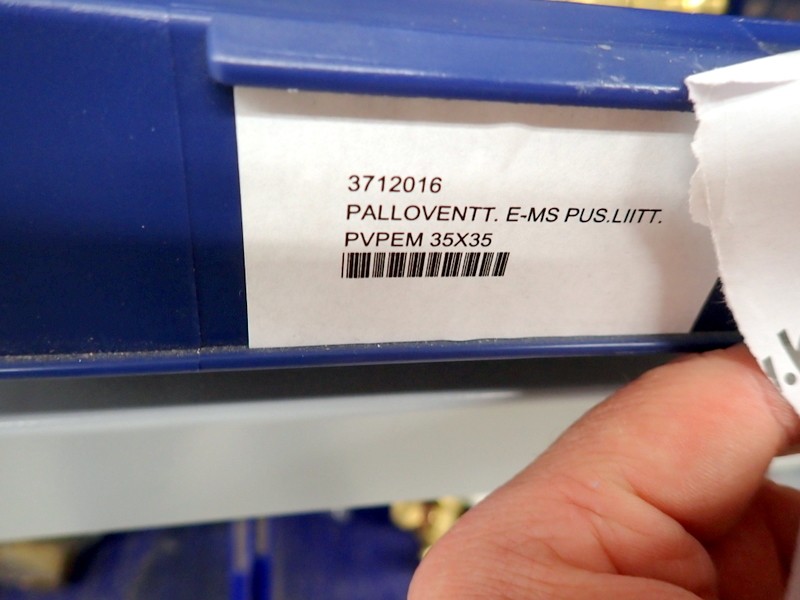 3712016
PALLOVENTT. E-MS PUS.LIITT.
PVPEM 35X35